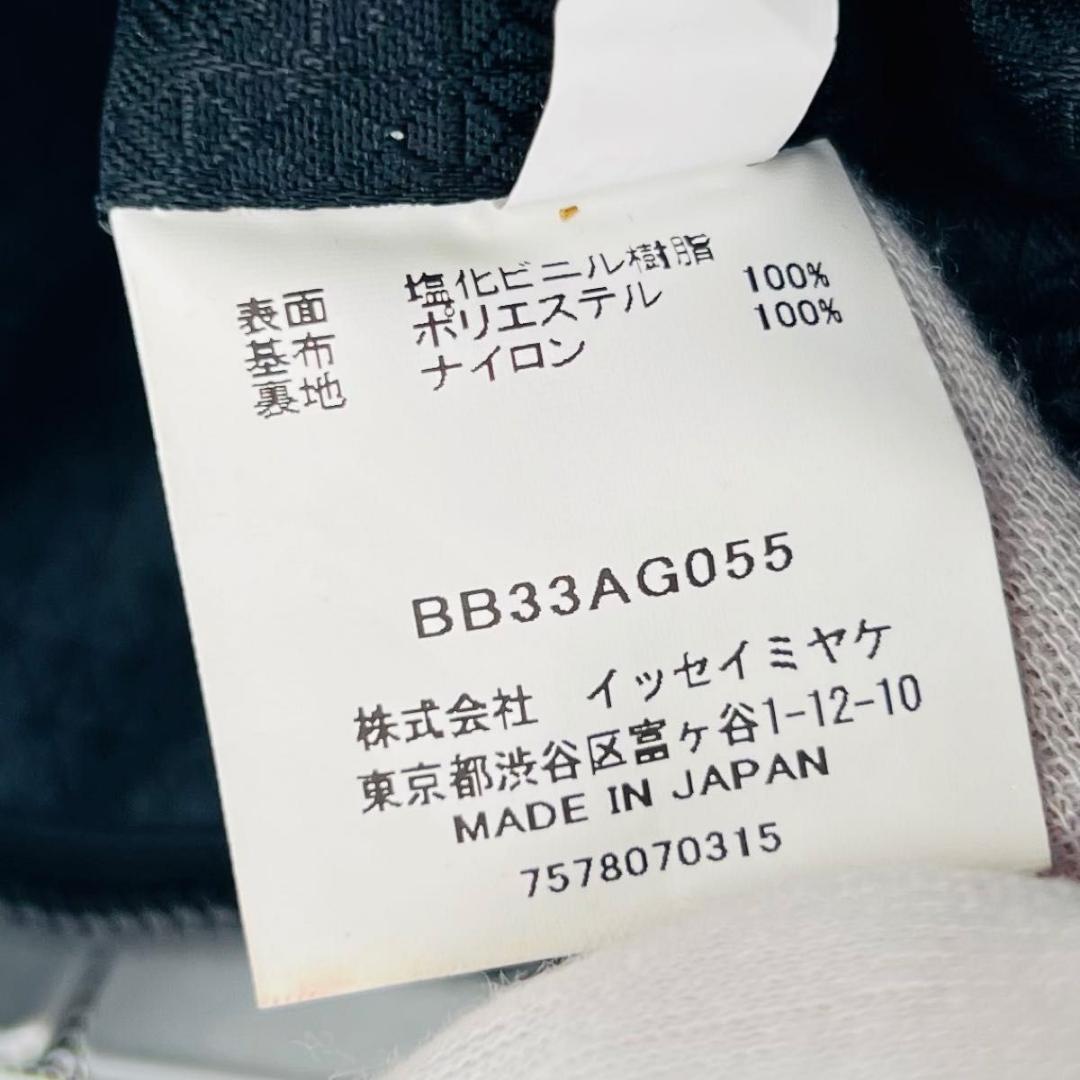 表面 塩化ビニル樹脂
基布 ポリエステル 100%
裏地 ナイロン 100%
BB33AG055
株式会社 イッセイミヤケ
東京都渋谷区富ヶ谷1-12-10
MADE IN JAPAN
7578070315